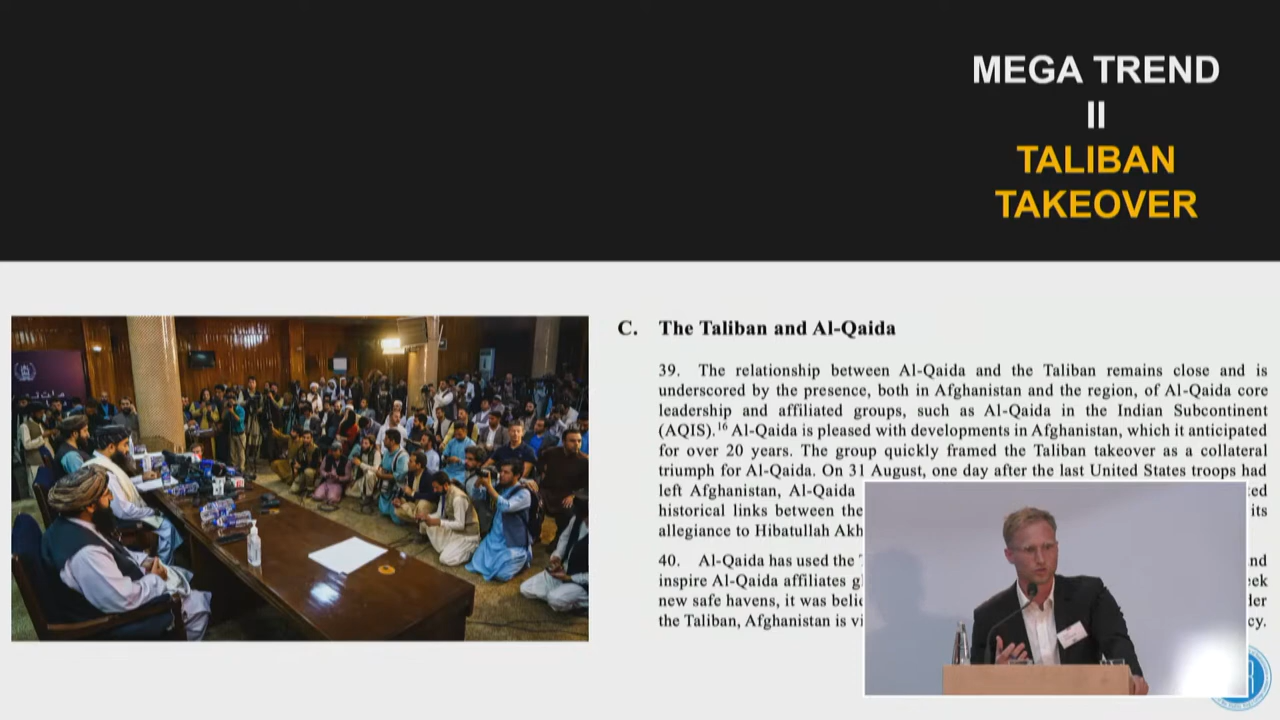 MEGA TREND
II
TALIBAN
TAKEOVER
C. The Taliban and Al-Qaida
39. The relationship between Al-Qaida and the Taliban remains close and is
underscored by the presence, both in Afghanistan and the region, of Al-Qaida core
leadership and affiliated groups, such as Al-Qaida in the Indian Subcontinent
(AQIS).16 Al-Qaida is pleased with developments in Afghanistan, which it anticipated
for over 20 years. The group quickly framed the Taliban takeover as a collateral
triumph for Al-Qaida. On 31 August, one day after the last United States troops had
left Afghanistan, Al-Qaida
historical links between the its
allegiance to Hibatullah
40. Al-Qaida has used the
inspire Al-Qaida affiliates
new safe havens, it was
the Taliban, Afghanistan is